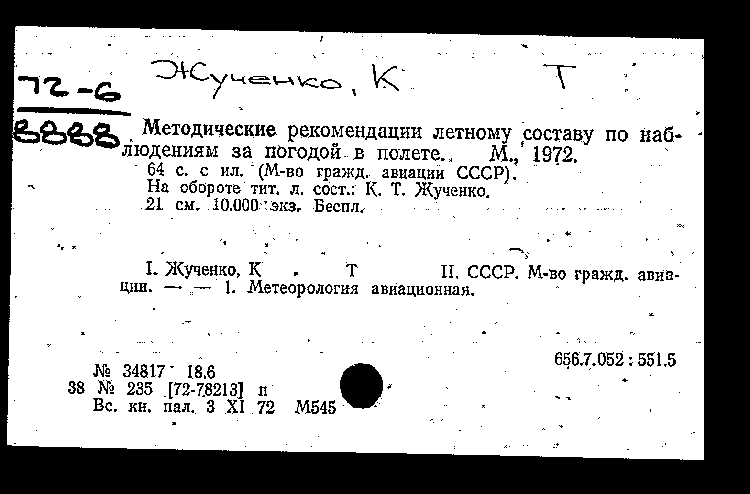 Жученко, К Т
72-6
8888
Методические рекомендации летному составу по наб-
людениям за погодой в полете. М., 1972.
64 с. с ил. (М-во гражд. авиации СССР).
На обороте тит. л. сост.: К. Т. Жученко.
21 см. 10.000 экз. Беспл.
I. Жученко, К . Т II. СССР. М-во гражд. авиа-
ции. — — 1. Метеорология авиационная.
656.7.052 : 551.5
№ 34817 18.6
38 № 235 [72-78213] п
Вс. кн. пал. 3 XI 72 М545